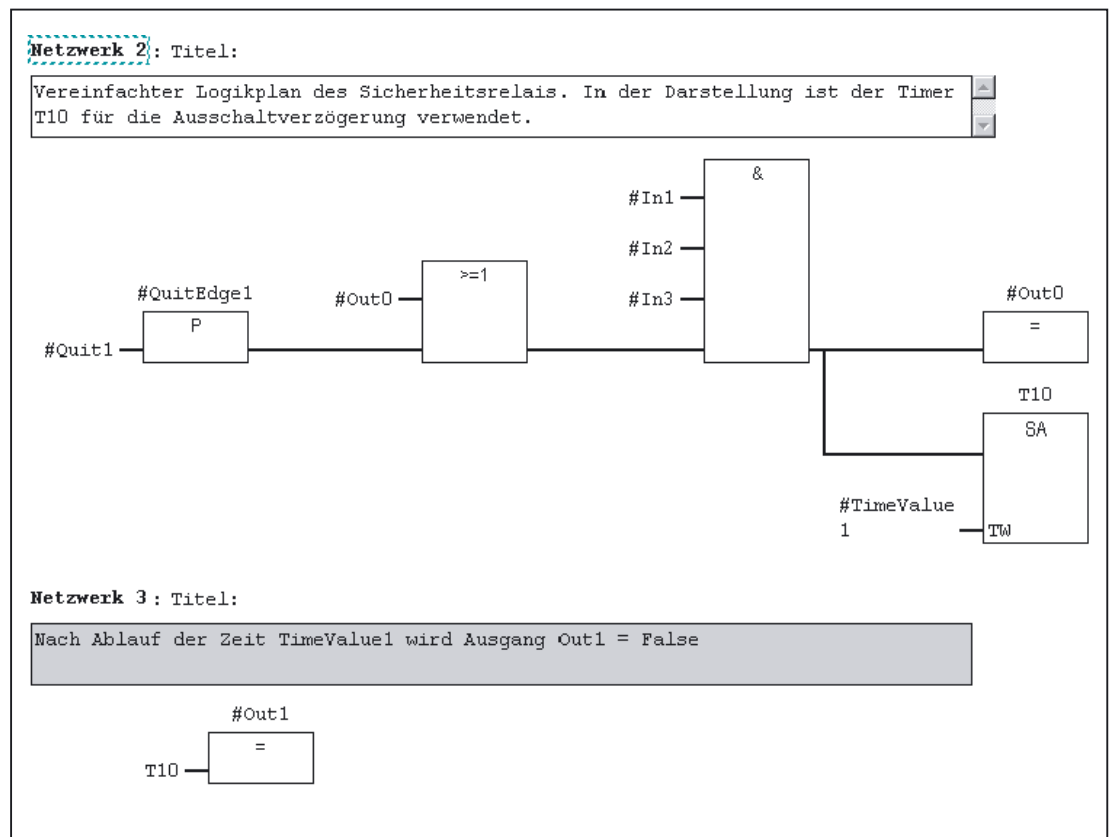 Netzwerk 2: Titel:
Vereinfachter Logikplan des Sicherheitsrelais. In der Darstellung ist der Timer
T10 für die Ausschaltverzögerung verwendet.
&
#In1
#In2
#In3
>=1
#Out0
#QuitEdge1
P
#Quit1
#Out0
=
T10
SA
#TimeValue
1
TW
Netzwerk 3: Titel:
Nach Ablauf der Zeit TimeValue1 wird Ausgang Out1 = False
#Out1
=
T10